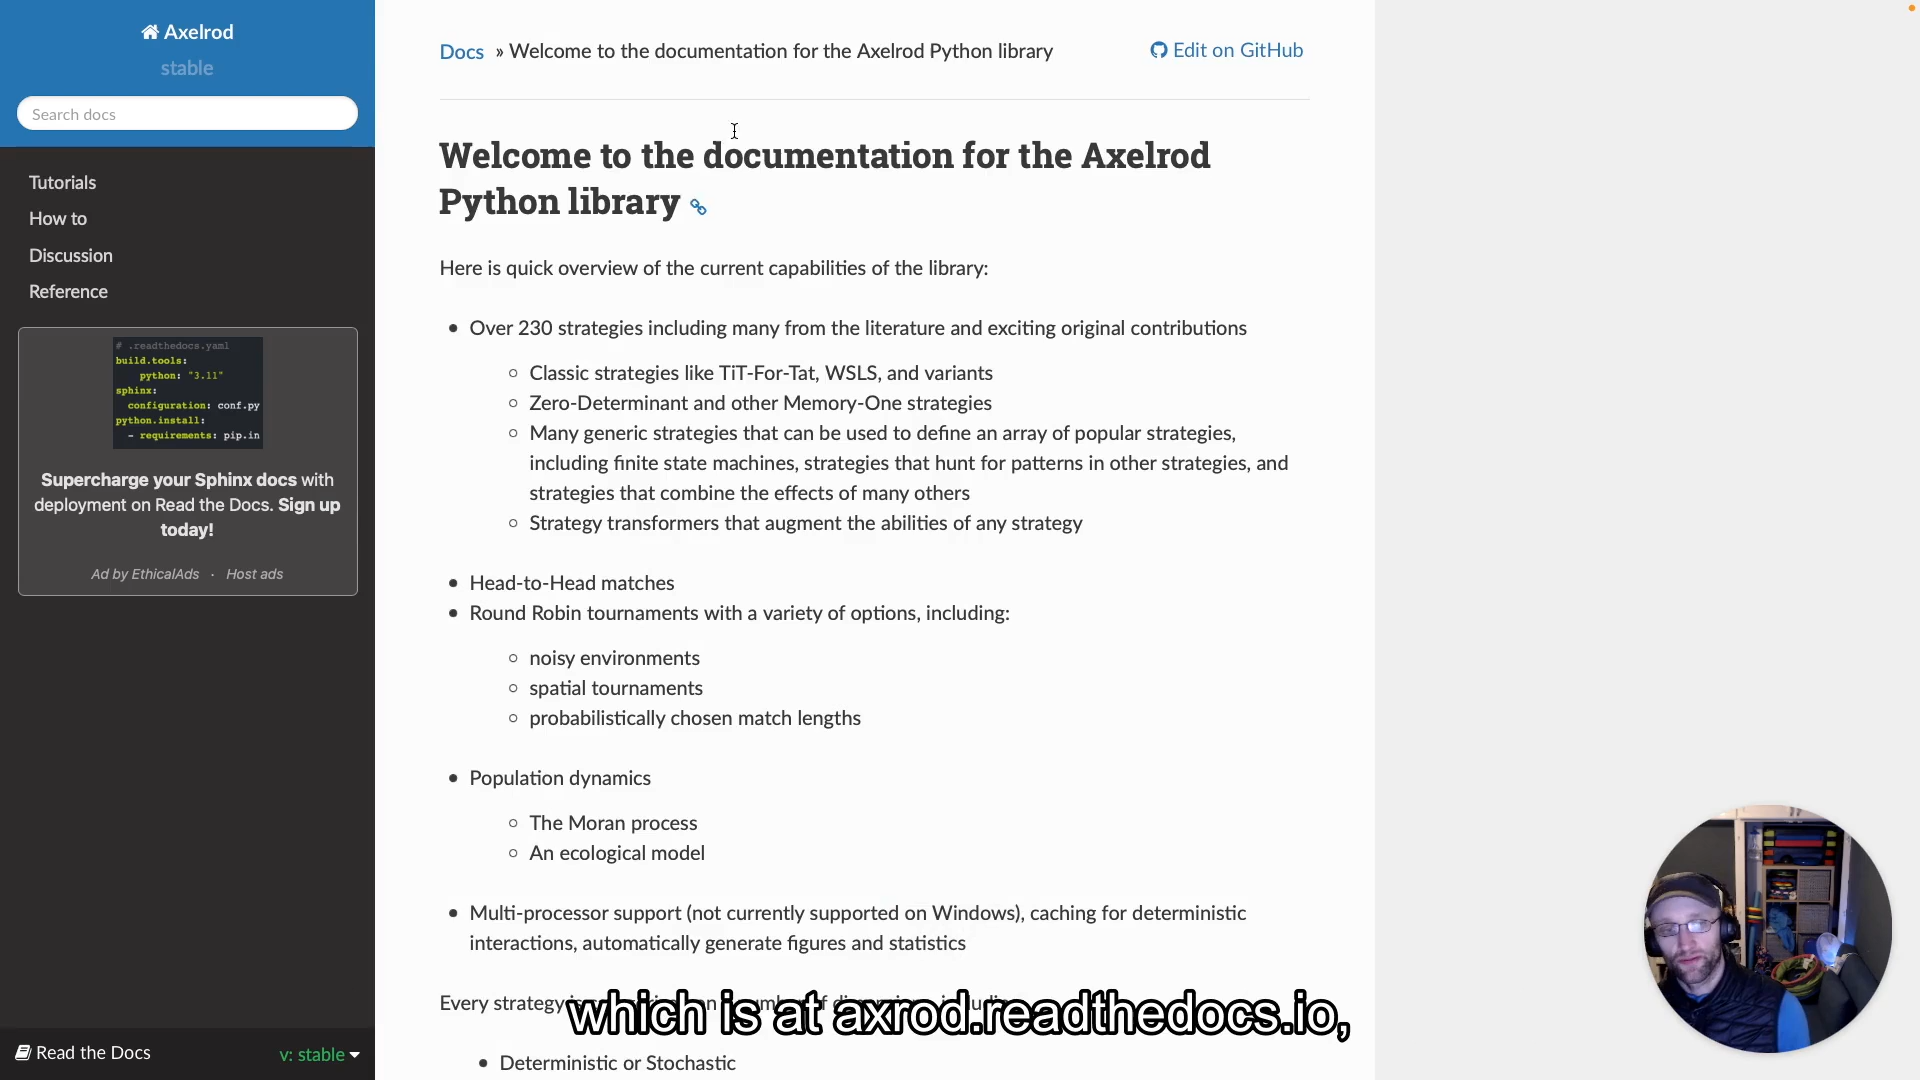 Axelrod
stable
Search docs
Tutorials
How to
Discussion
Reference
# .readthedocs.yaml
build.tools:
python: "3.11"
sphinx:
configuration: conf.py
python.install:
- requirements: pip.in
Supercharge your Sphinx docs with
deployment on Read the Docs. Sign up
today!
Ad by EthicalAds · Host ads
Read the Docs
v: stable
Docs » Welcome to the documentation for the Axelrod Python library
Edit on GitHub
Welcome to the documentation for the Axelrod
Python library
Here is quick overview of the current capabilities of the library:
• Over 230 strategies including many from the literature and exciting original contributions
◦ Classic strategies like TiT-For-Tat, WSLS, and variants
◦ Zero-Determinant and other Memory-One strategies
◦ Many generic strategies that can be used to define an array of popular strategies,
including finite state machines, strategies that hunt for patterns in other strategies, and
strategies that combine the effects of many others
◦ Strategy transformers that augment the abilities of any strategy
• Head-to-Head matches
• Round Robin tournaments with a variety of options, including:
◦ noisy environments
◦ spatial tournaments
◦ probabilistically chosen match lengths
• Population dynamics
◦ The Moran process
◦ An ecological model
• Multi-processor support (not currently supported on Windows), caching for deterministic
interactions, automatically generate figures and statistics
Every strategy
which is at axrod.readthedocs.io,
• Deterministic or Stochastic